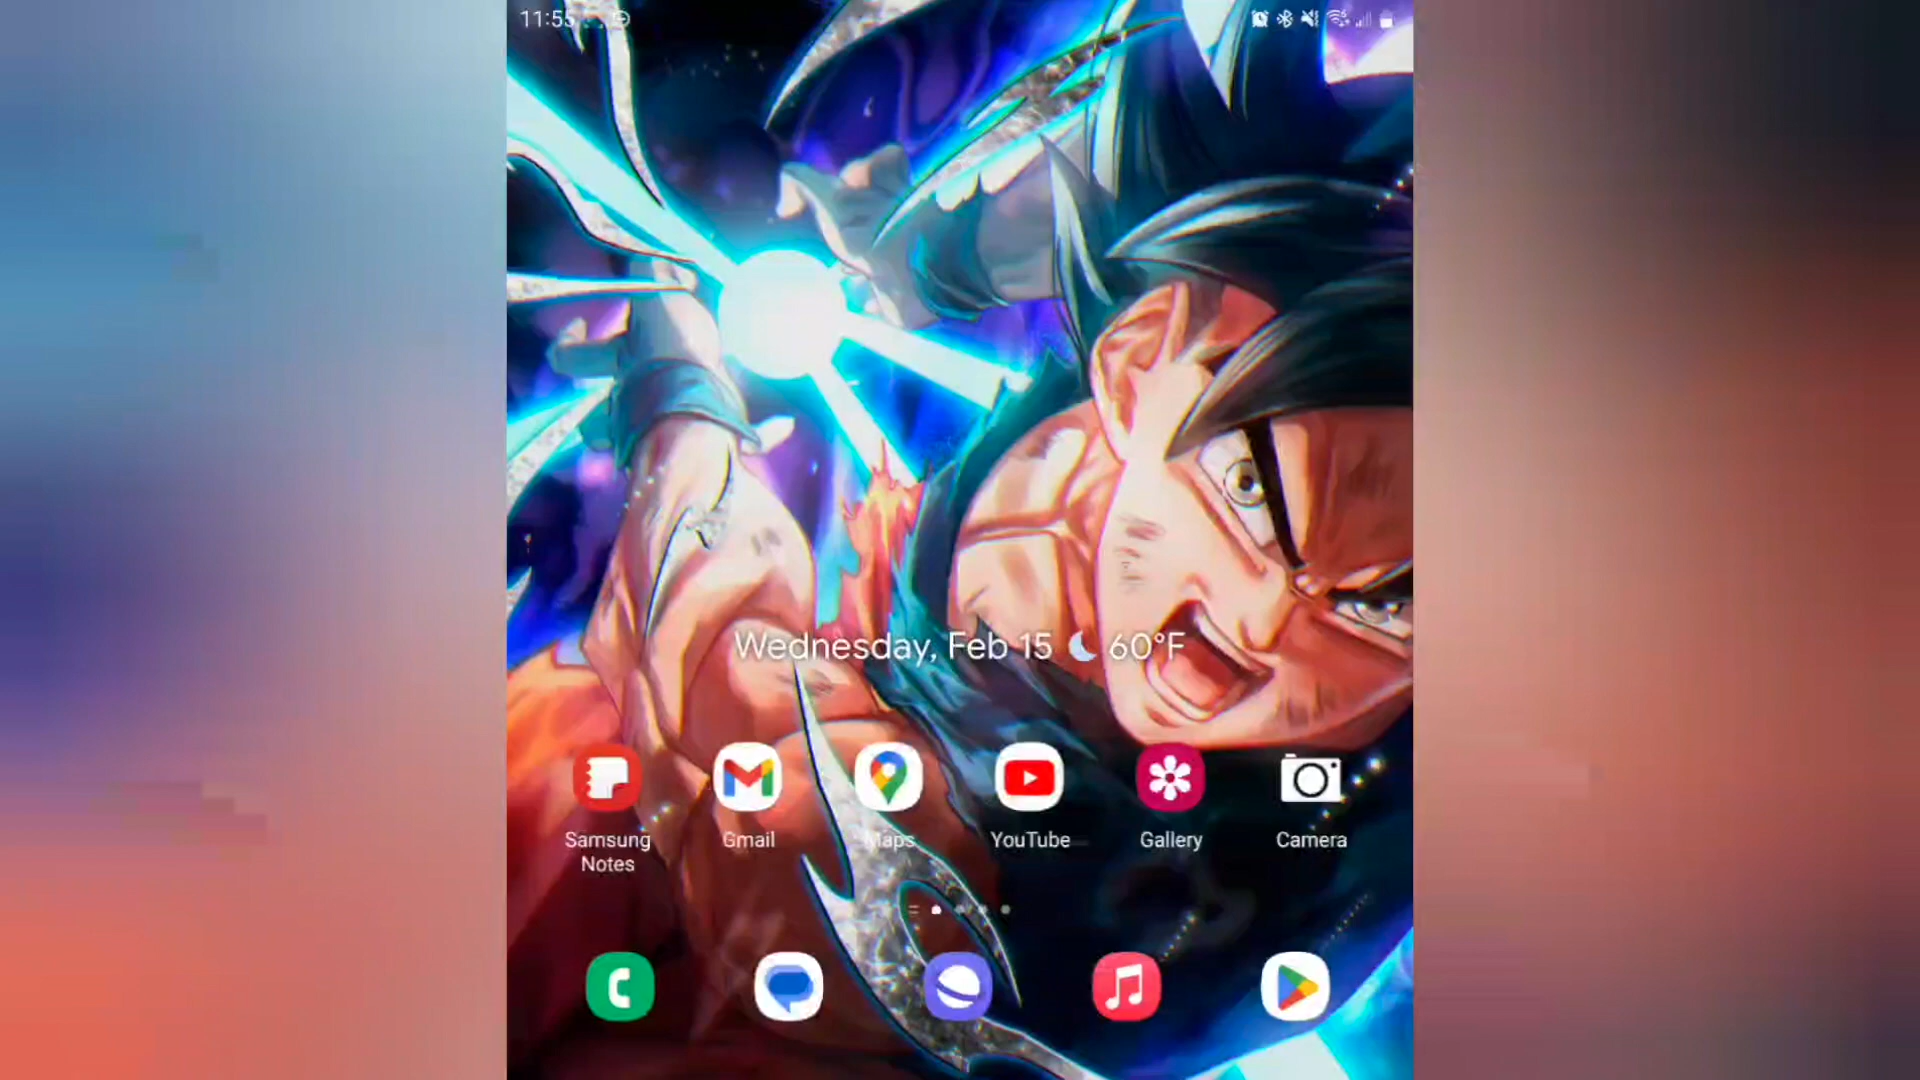 11:55
Wednesday, Feb 15 60°F
Samsung Notes
Gmail
Maps
YouTube
Gallery
Camera